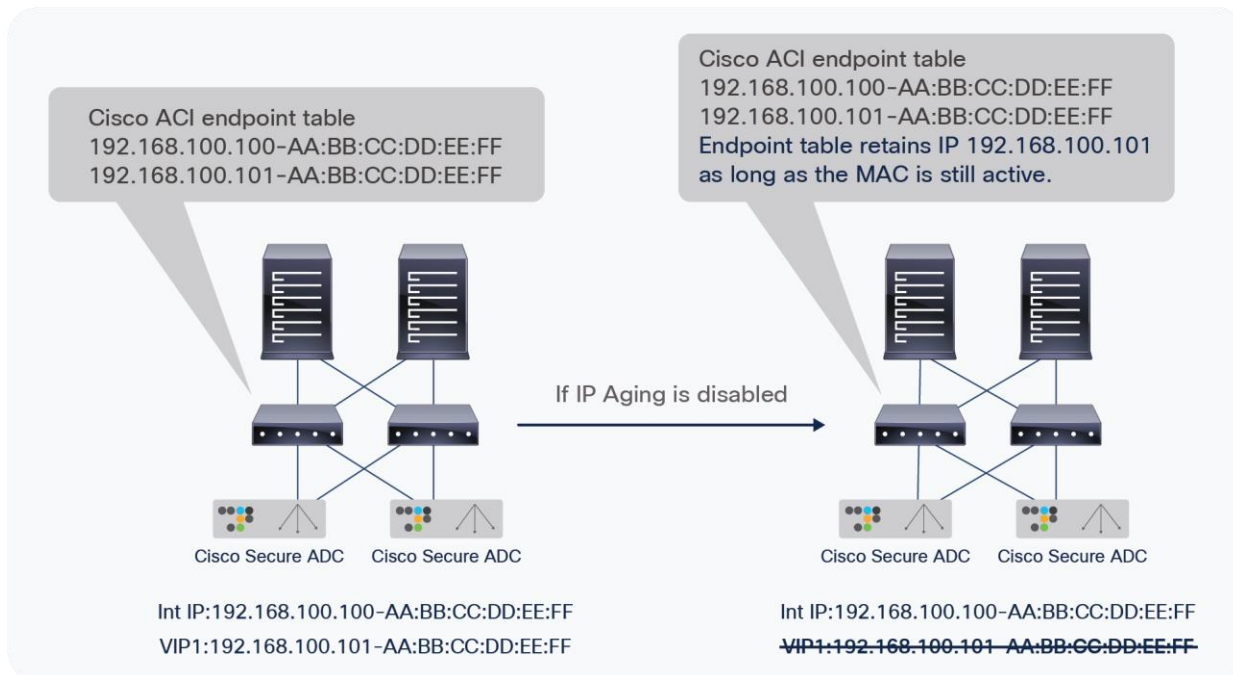 Cisco ACI endpoint table
192.168.100.100-AA:BB:CC:DD:EE:FF
192.168.100.101-AA:BB:CC:DD:EE:FF
Cisco ACI endpoint table
192.168.100.100-AA:BB:CC:DD:EE:FF
192.168.100.101-AA:BB:CC:DD:EE:FF
Endpoint table retains IP 192.168.100.101
as long as the MAC is still active.
If IP Aging is disabled
Cisco Secure ADC
Cisco Secure ADC
Int IP:192.168.100.100-AA:BB:CC:DD:EE:FF
VIP1:192.168.100.101-AA:BB:CC:DD:EE:FF
Cisco Secure ADC
Cisco Secure ADC
Int IP:192.168.100.100-AA:BB:CC:DD:EE:FF
VIP1:192.168.100.101-AA:BB:CC:DD:EE:FF